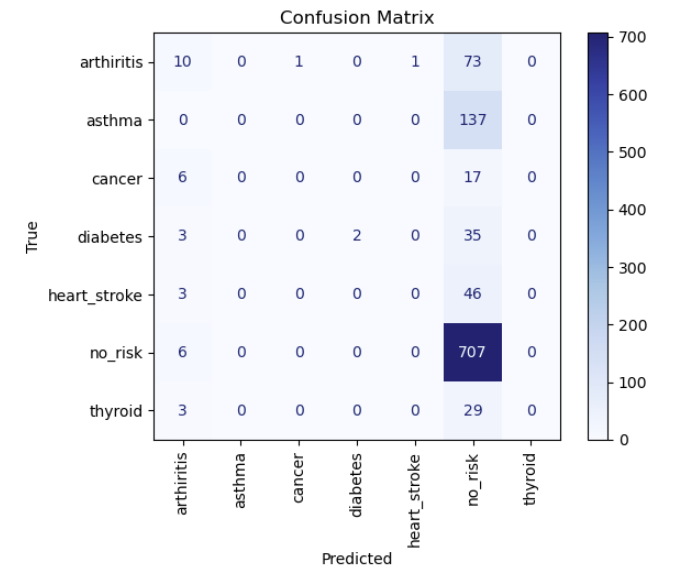 Confusion Matrix
True
arthiritis 10 0 1 0 1 73 0
asthma 0 0 0 0 0 137 0
cancer 6 0 0 0 0 17 0
diabetes 3 0 0 2 0 35 0
heart_stroke 3 0 0 0 0 46 0
no_risk 6 0 0 0 0 707 0
thyroid 3 0 0 0 0 29 0
arthiritis asthma cancer diabetes heart_stroke no_risk thyroid
Predicted
700
600
500
400
300
200
100
0